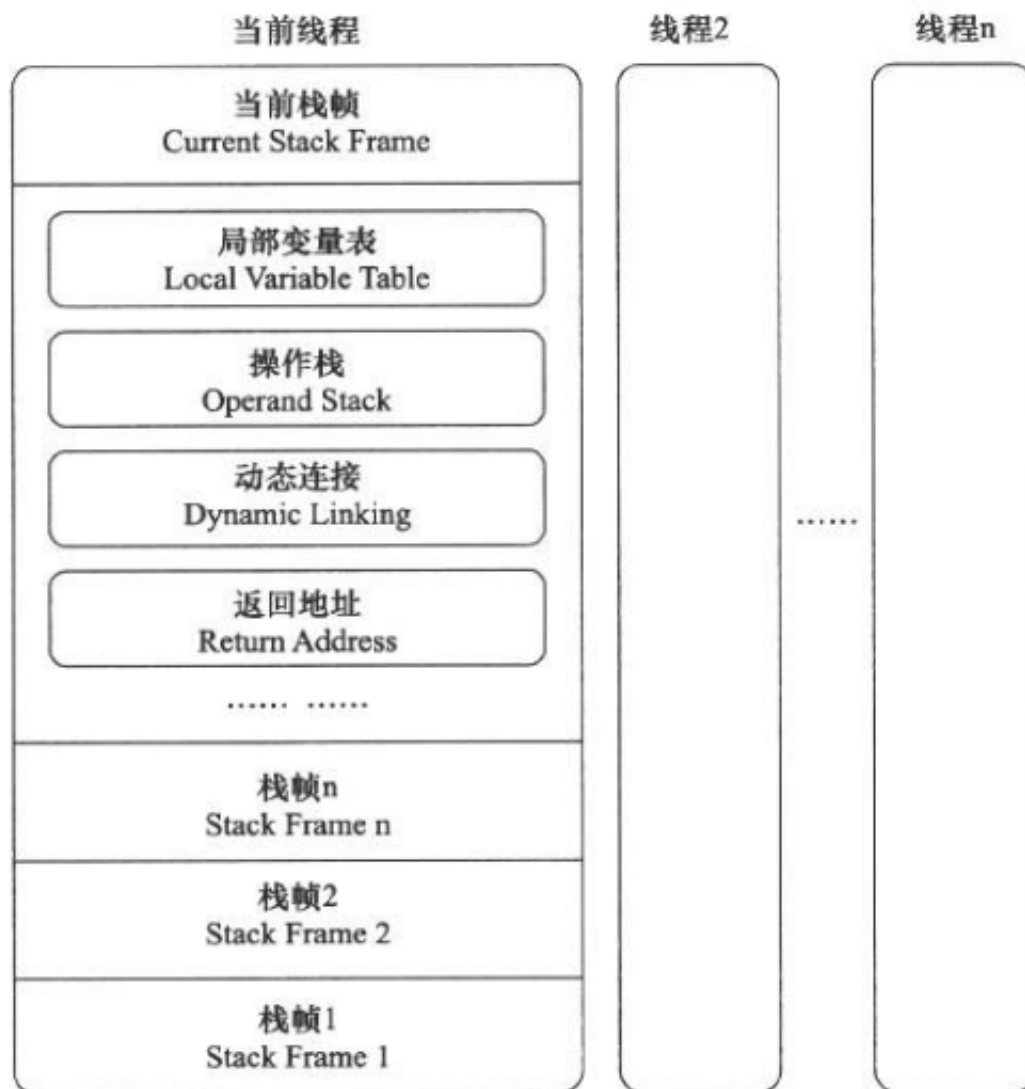 当前线程
线程2
线程n
当前栈帧
Current Stack Frame
局部变量表
Local Variable Table
操作栈
Operand Stack
动态连接
Dynamic Linking
……
返回地址
Return Address
…… ……
栈帧n
Stack Frame n
栈帧2
Stack Frame 2
栈帧1
Stack Frame 1